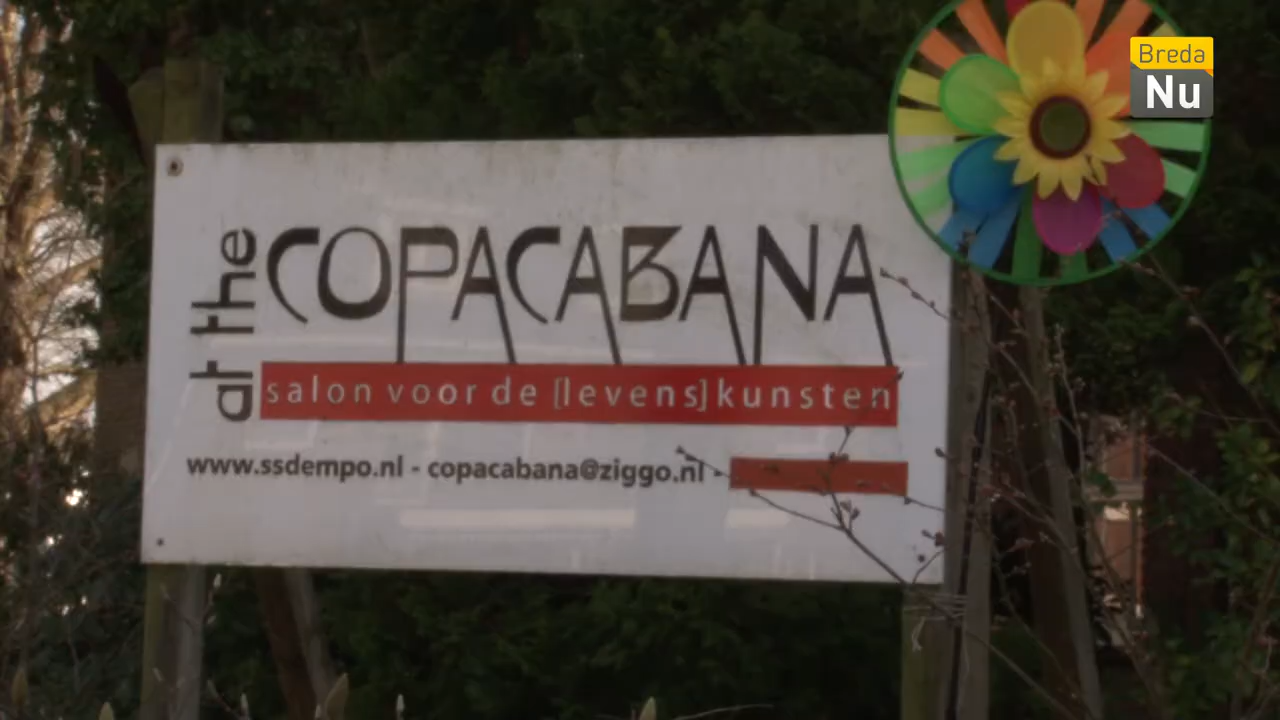 Breda
Nu
at the COPACABANA
salon voor de [levens]kunsten
www.ssdempo.nl - copacabana@ziggo.nl -